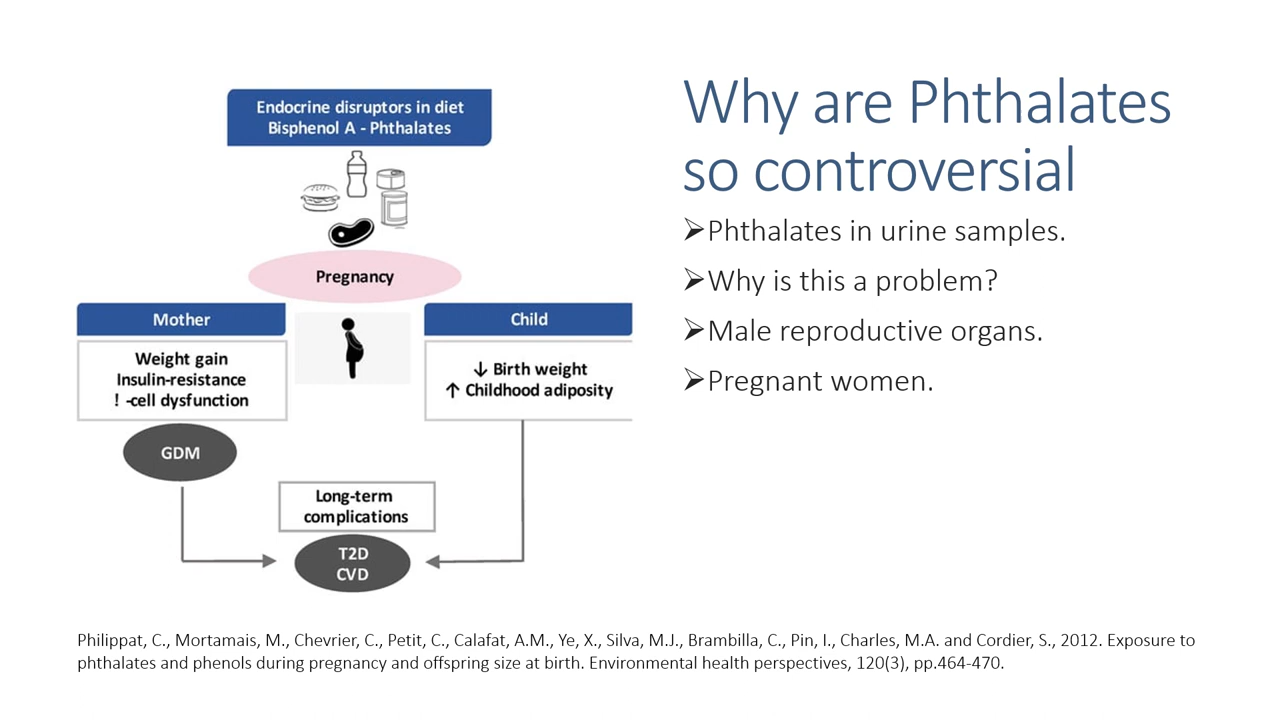 Endocrine disruptors in diet
Bisphenol A - Phthalates
Pregnancy
Mother
Weight gain
Insulin-resistance
! -cell dysfunction
GDM
Child
↓ Birth weight
↑ Childhood adiposity
Long-term
complications
T2D
CVD
Why are Phthalates
so controversial
➢Phthalates in urine samples.
➢Why is this a problem?
➢Male reproductive organs.
➢Pregnant women.
Philippat, C., Mortamais, M., Chevrier, C., Petit, C., Calafat, A.M., Ye, X., Silva, M.J., Brambilla, C., Pin, I., Charles, M.A. and Cordier, S., 2012. Exposure to
phthalates and phenols during pregnancy and offspring size at birth. Environmental health perspectives, 120(3), pp.464-470.